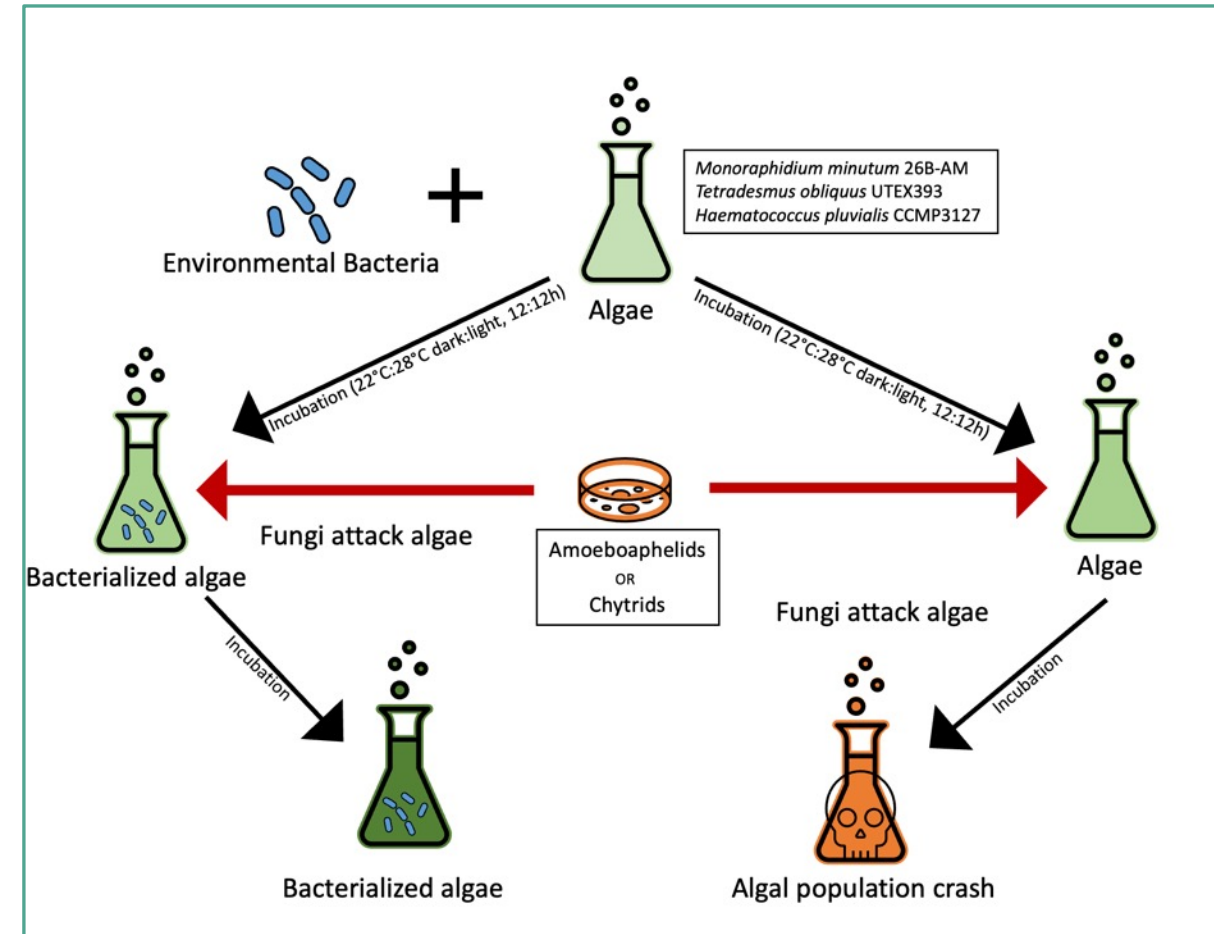 Monoraphidium minutum 26B-AM
Tetradesmus obliquus UTEX393
Haematococcus pluvialis CCMP3127
Environmental Bacteria
Algae
Incubation (22°C:28°C dark:light, 12:12h)
Incubation (22°C:28°C dark:light, 12:12h)
Fungi attack algae
Amoeboaphelids
OR
Chytrids
Bacterialized algae
Algae
Fungi attack algae
Incubation
Incubation
Bacterialized algae
Algal population crash